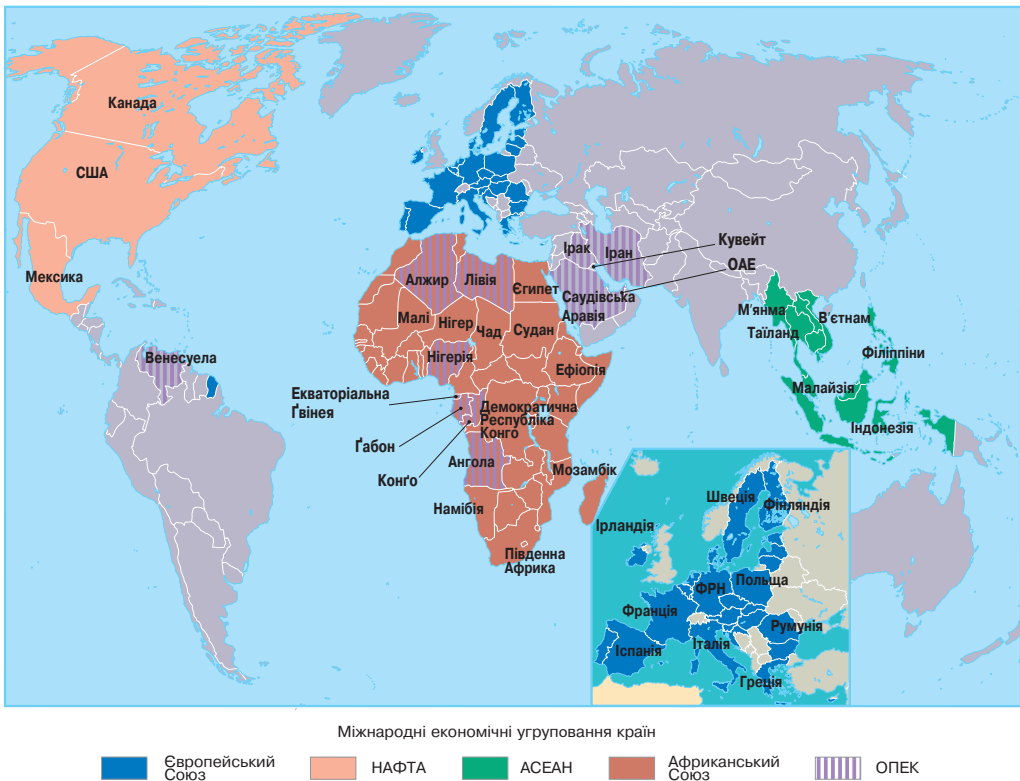 Канада
США
Мексика
Венесуела
Алжир
Лівія
Єгипет
Малі
Нігер
Чад
Судан
Нігерія
Ефіопія
Екваторіальна
Ґвінея
Ґабон
Конґо
Демократична
Республіка
Конго
Ангола
Мозамбік
Намібія
Південна
Африка
Ірак
Іран
Кувейт
ОАЕ
Саудівська
Аравія
М'янма
В'єтнам
Таїланд
Філіппіни
Малайзія
Індонезія
Швеція
Фінляндія
Ірландія
ФРН
Польща
Франція
Румунія
Іспанія
Італія
Греція
Міжнародні економічні угруповання країн
Європейський
Союз
НАФТА
АСЕАН
Африканський
Союз
ОПЕК